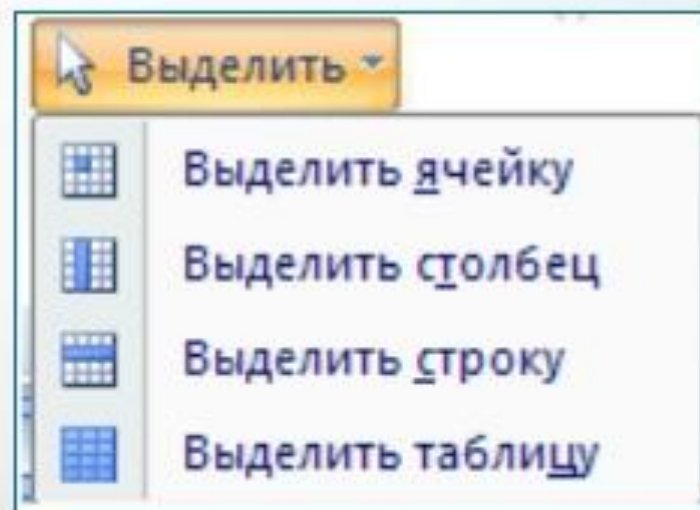 Выделить
Выделить ячейку
Выделить столбец
Выделить строку
Выделить таблицу